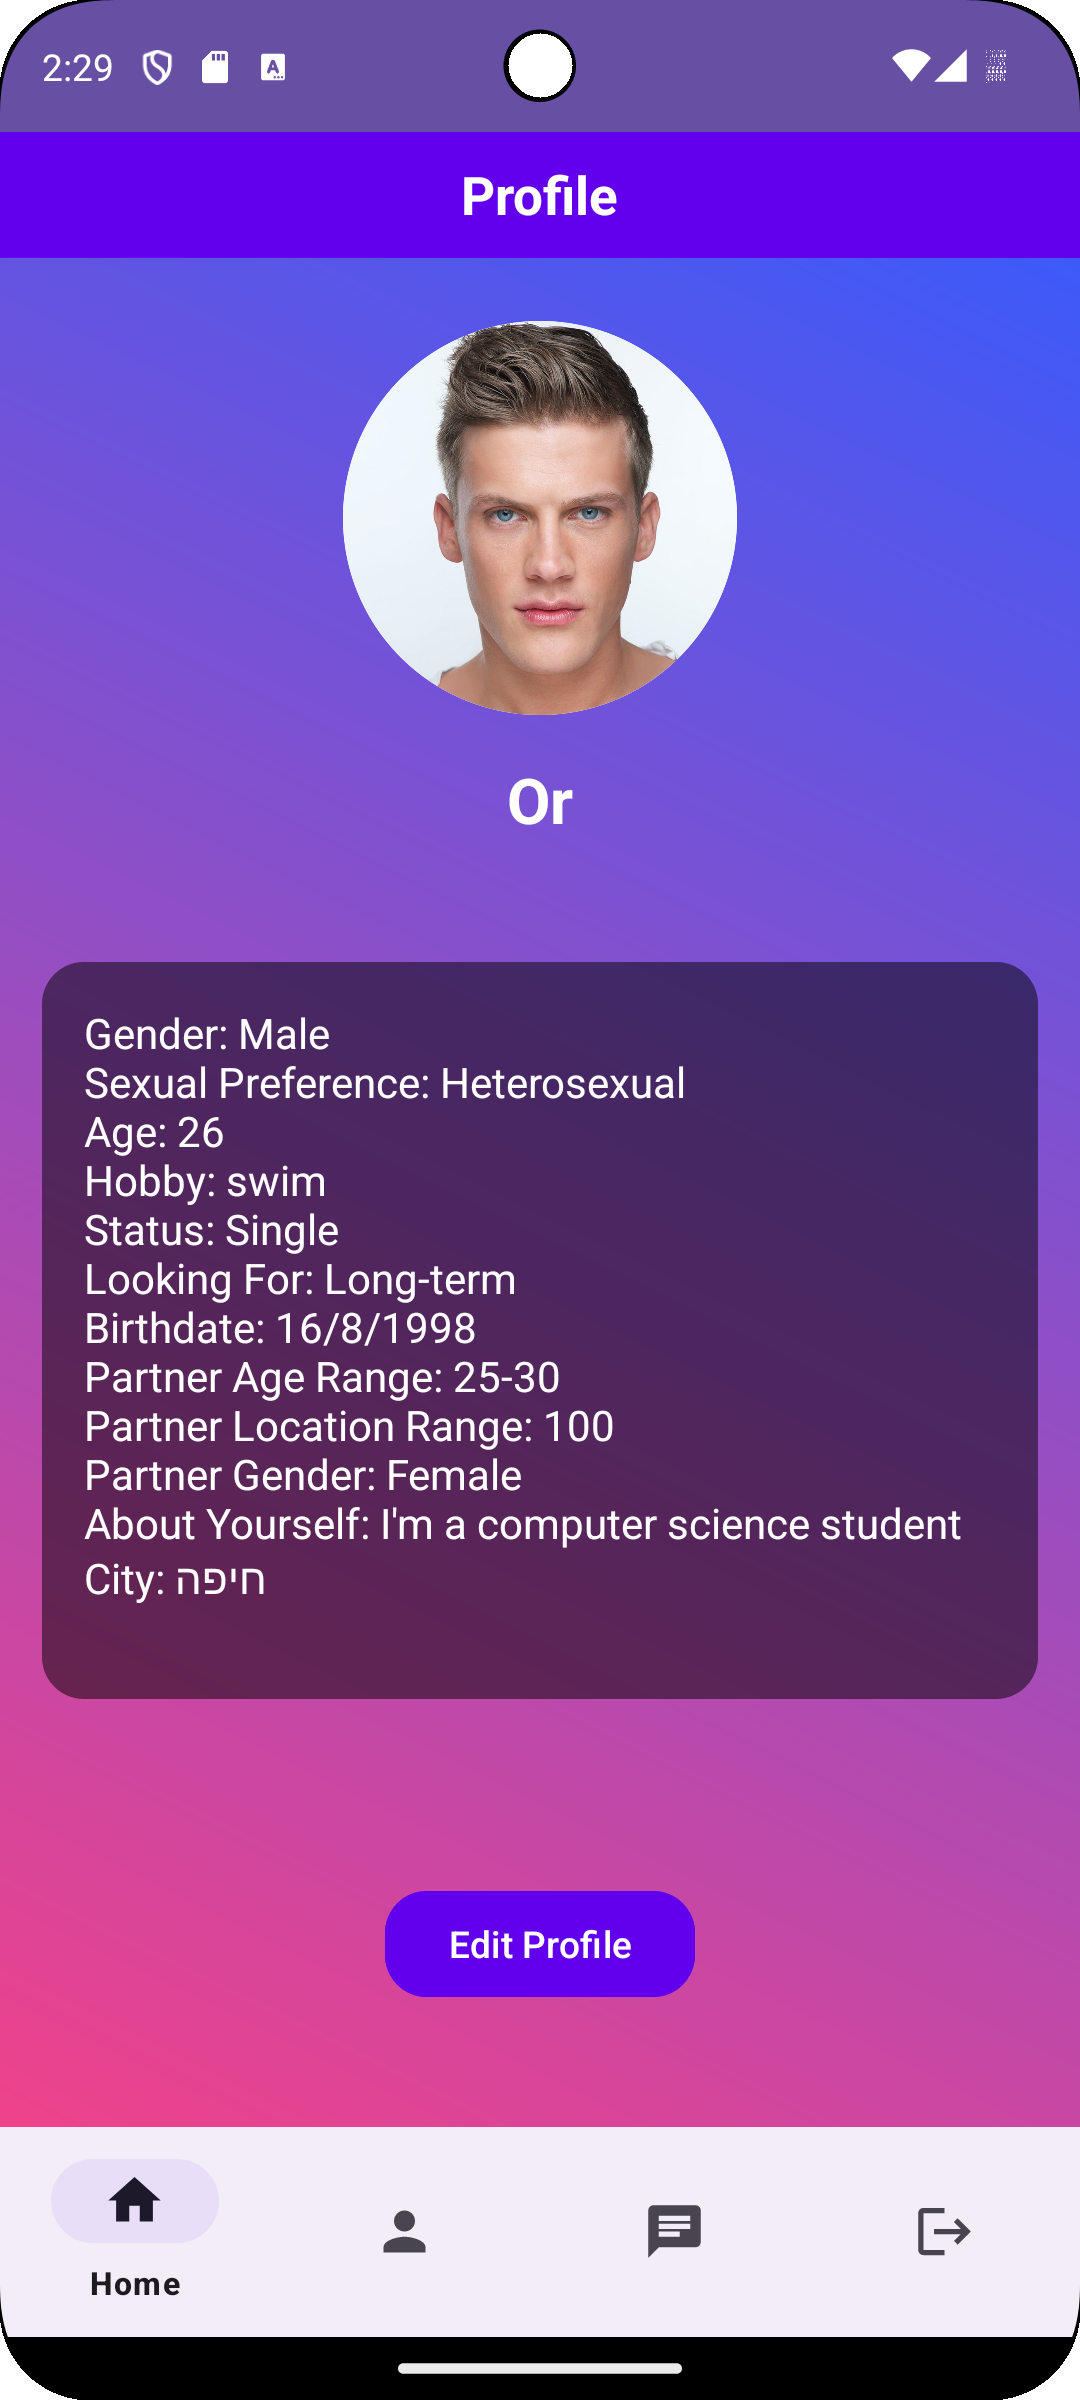 2:29
Profile
Or
Gender: Male
Sexual Preference: Heterosexual
Age: 26
Hobby: swim
Status: Single
Looking For: Long-term
Birthdate: 16/8/1998
Partner Age Range: 25-30
Partner Location Range: 100
Partner Gender: Female
About Yourself: I'm a computer science student
City: חיפה
Edit Profile
Home